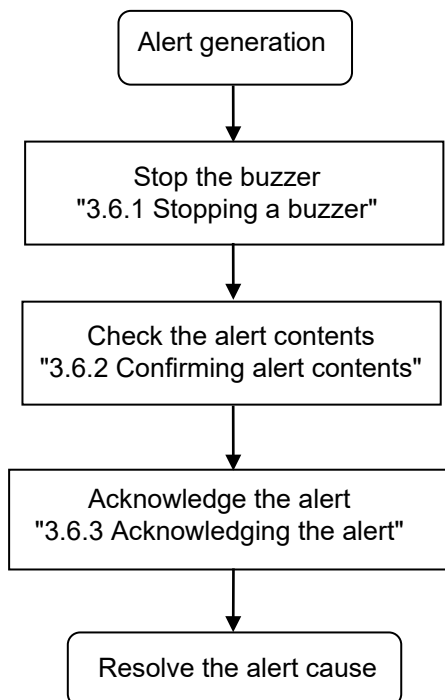 Alert generation
Stop the buzzer
"3.6.1 Stopping a buzzer"
Check the alert contents
"3.6.2 Confirming alert contents"
Acknowledge the alert
"3.6.3 Acknowledging the alert"
Resolve the alert cause